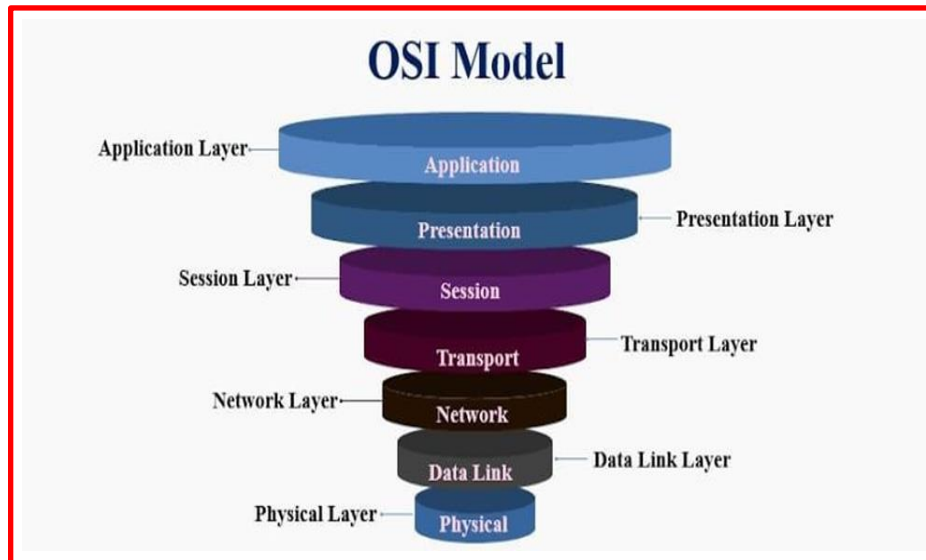 OSI Model
Application Layer
Application
Presentation Layer
Presentation
Session Layer
Session
Transport Layer
Transport
Network Layer
Network
Data Link Layer
Data Link
Physical Layer
Physical